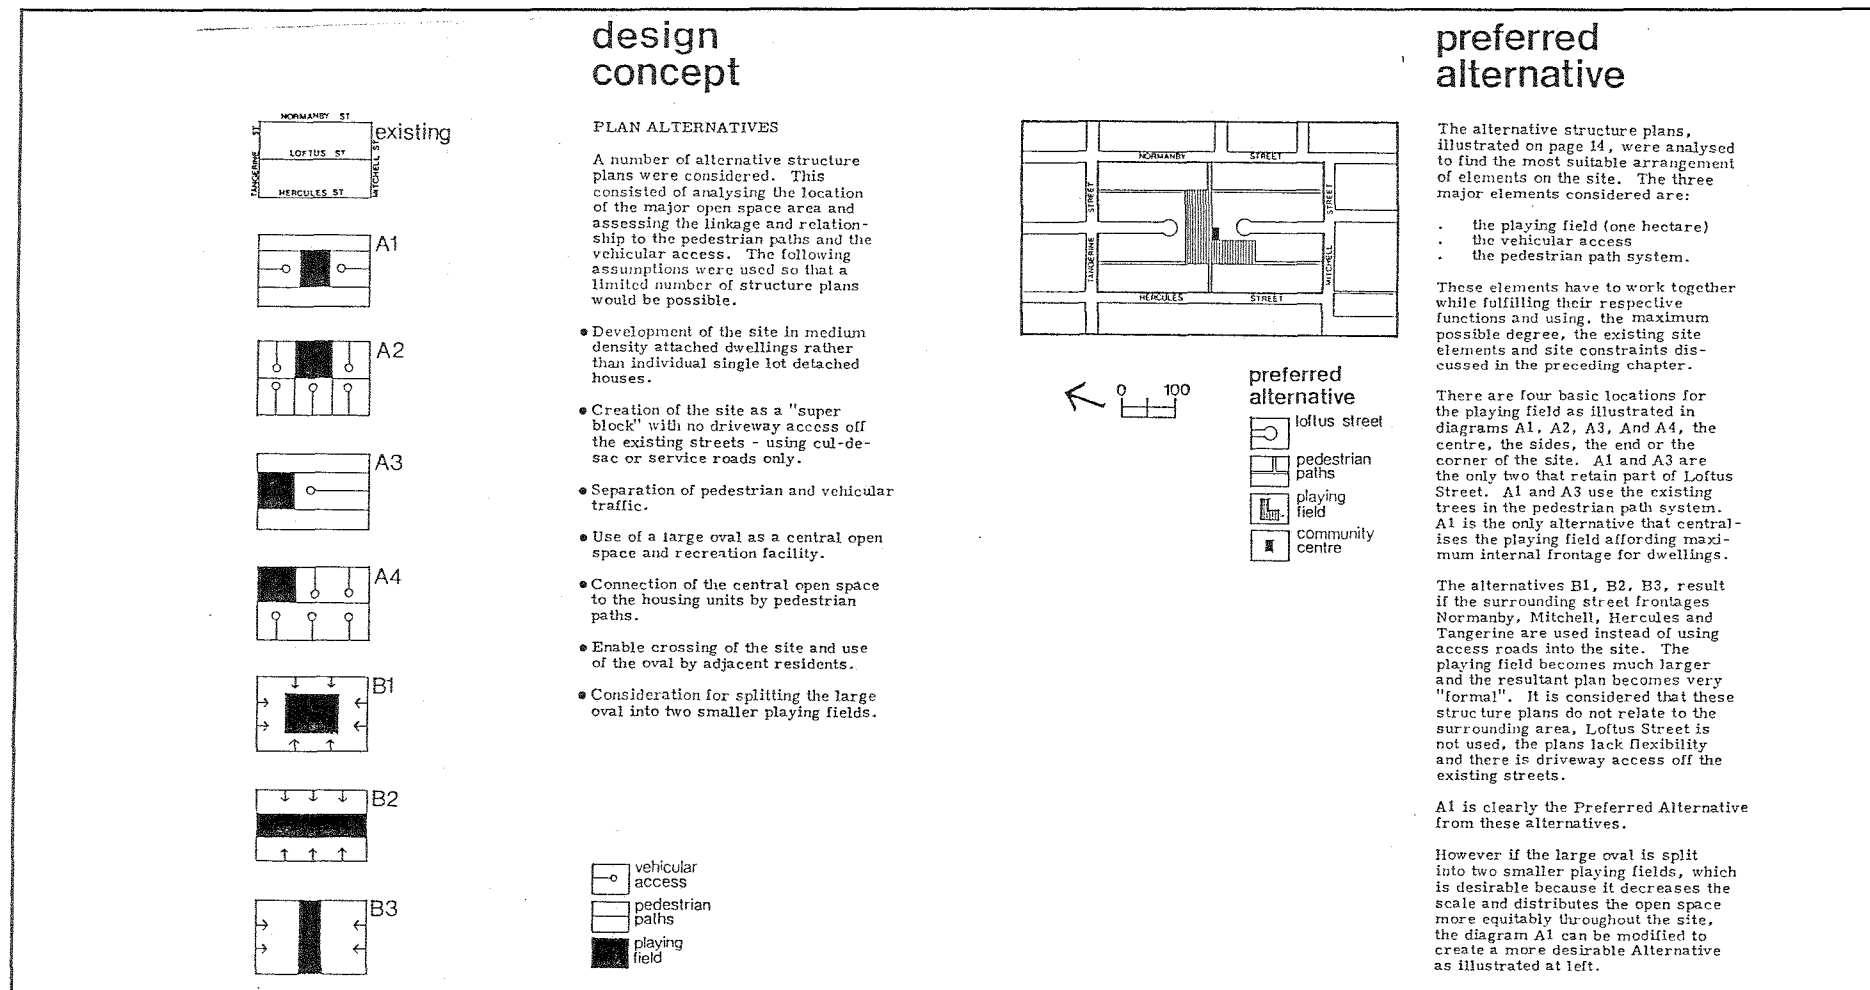 design
concept
NORMANBY ST
existing
TANGERINE ST
LOFTUS ST
MITCHELL ST
HERCULES ST
A1
A2
A3
A4
B1
B2
B3
PLAN ALTERNATIVES
A number of alternative structure
plans were considered. This
consisted of analysing the location
of the major open space area and
assessing the linkage and relation-
ship to the pedestrian paths and the
vehicular access. The following
assumptions were used so that a
limited number of structure plans
would be possible.
• Development of the site in medium
density attached dwellings rather
than individual single lot detached
houses.
• Creation of the site as a "super
block" with no driveway access off
the existing streets - using cul-de-
sac or service roads only.
• Separation of pedestrian and vehicular
traffic.
• Use of a large oval as a central open
space and recreation facility.
• Connection of the central open space
to the housing units by pedestrian
paths.
• Enable crossing of the site and use
of the oval by adjacent residents.
• Consideration for splitting the large
oval into two smaller playing fields.
vehicular
access
pedestrian
paths
playing
field
NORMANBY STREET
TANGERINE STREET
MITCHELL STREET
HERCULES STREET
0 100
preferred
alternative
loftus street
pedestrian
paths
playing
field
community
centre
preferred
alternative
The alternative structure plans,
illustrated on page 14, were analysed
to find the most suitable arrangement
of elements on the site. The three
major elements considered are:
. the playing field (one hectare)
. the vehicular access
. the pedestrian path system.
These elements have to work together
while fulfilling their respective
functions and using, the maximum
possible degree, the existing site
elements and site constraints dis-
cussed in the preceding chapter.
There are four basic locations for
the playing field as illustrated in
diagrams A1, A2, A3, And A4, the
centre, the sides, the end or the
corner of the site. A1 and A3 are
the only two that retain part of Loftus
Street. A1 and A3 use the existing
trees in the pedestrian path system.
A1 is the only alternative that central-
ises the playing field affording maxi-
mum internal frontage for dwellings.
The alternatives B1, B2, B3, result
if the surrounding street frontages
Normanby, Mitchell, Hercules and
Tangerine are used instead of using
access roads into the site. The
playing field becomes much larger
and the resultant plan becomes very
"formal". It is considered that these
structure plans do not relate to the
surrounding area, Loftus Street is
not used, the plans lack flexibility
and there is driveway access off the
existing streets.
A1 is clearly the Preferred Alternative
from these alternatives.
However if the large oval is split
into two smaller playing fields, which
is desirable because it decreases the
scale and distributes the open space
more equitably throughout the site,
the diagram A1 can be modified to
create a more desirable Alternative
as illustrated at left.